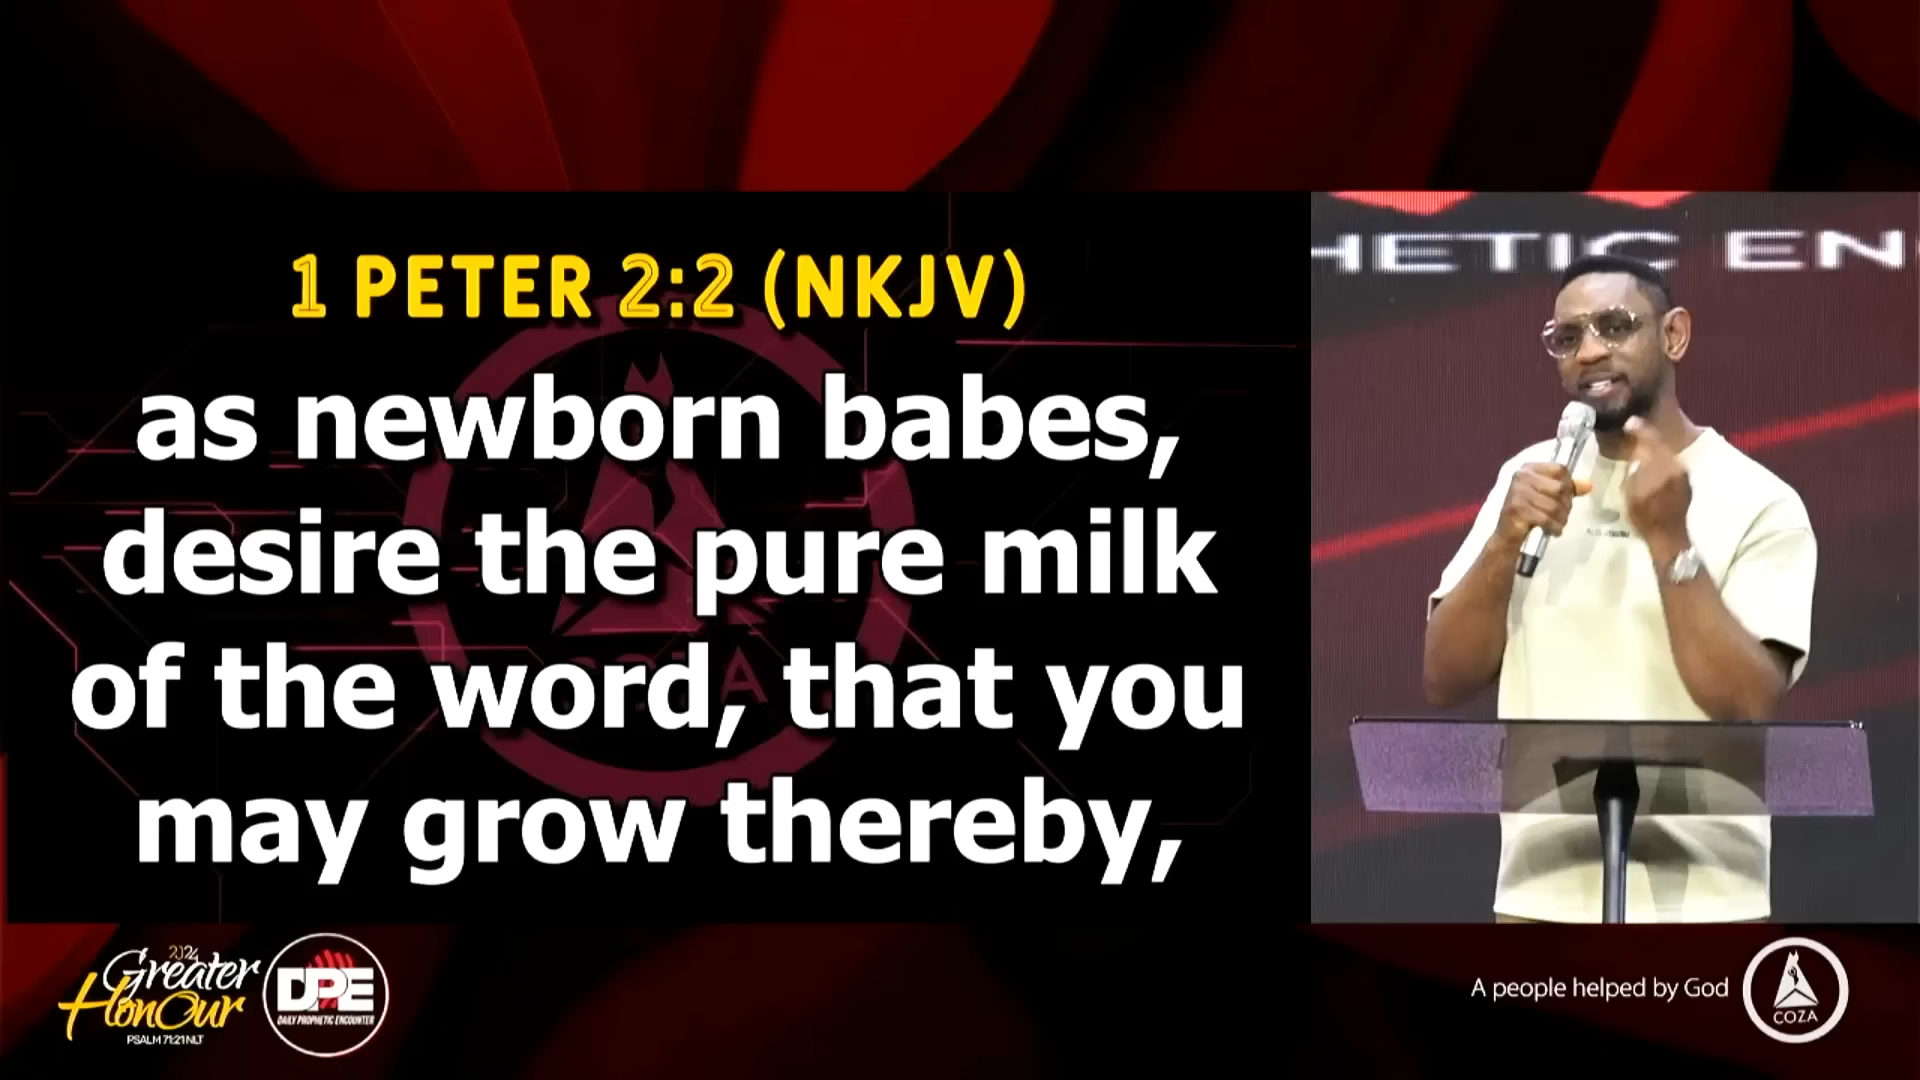 1 PETER 2:2 (NKJV)
as newborn babes,
desire the pure milk
of the word, that you
may grow thereby,
HETIC EN
2024
Greater
HonOur
PSALM 71:21 NLT
DPE
DAILY PROPHETIC ENCOUNTER
A people helped by God
COZA